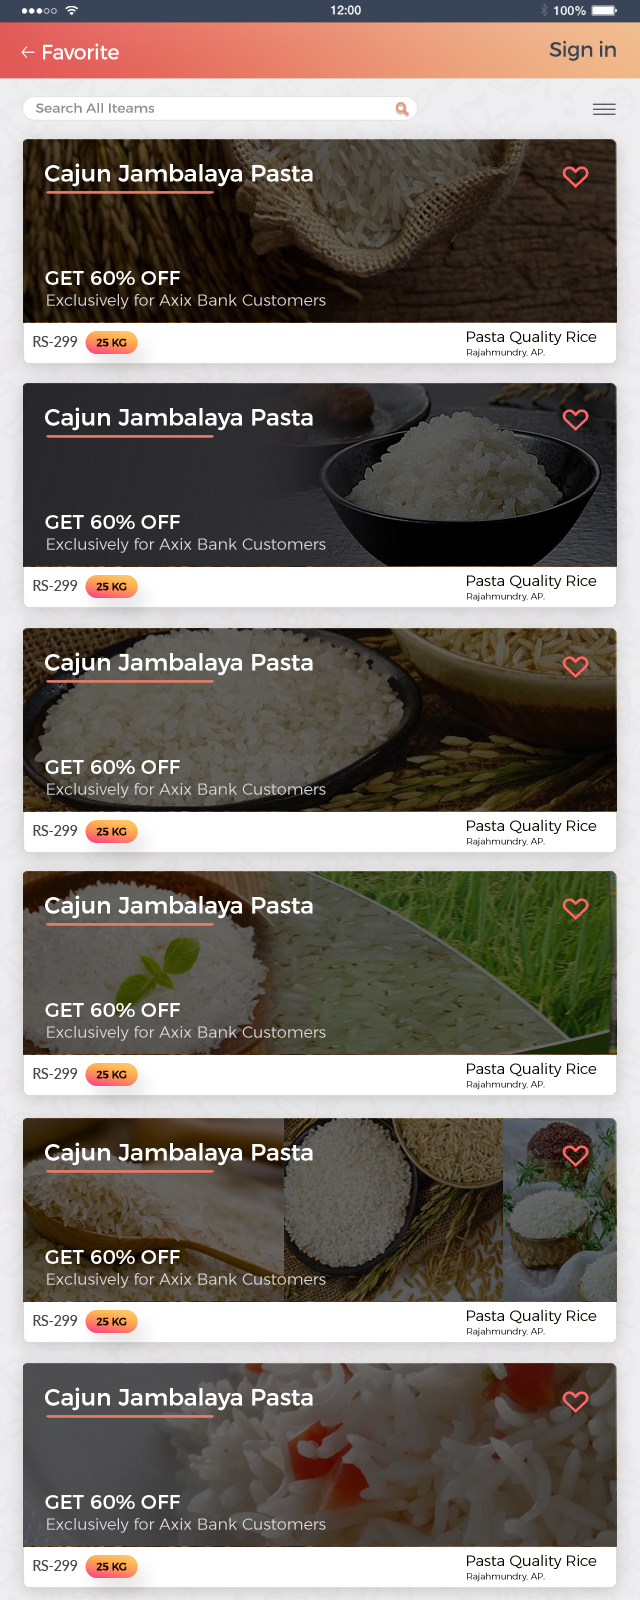 12:00
100%
Favorite
Sign in
Search All Iteams
Cajun Jambalaya Pasta
GET 60% OFF
Exclusively for Axix Bank Customers
RS-299 25 KG Pasta Quality Rice
Rajahmundry, AP.
Cajun Jambalaya Pasta
GET 60% OFF
Exclusively for Axix Bank Customers
RS-299 25 KG Pasta Quality Rice
Rajahmundry, AP.
Cajun Jambalaya Pasta
GET 60% OFF
Exclusively for Axix Bank Customers
RS-299 25 KG Pasta Quality Rice
Rajahmundry, AP.
Cajun Jambalaya Pasta
GET 60% OFF
Exclusively for Axix Bank Customers
RS-299 25 KG Pasta Quality Rice
Rajahmundry, AP.
Cajun Jambalaya Pasta
GET 60% OFF
Exclusively for Axix Bank Customers
RS-299 25 KG Pasta Quality Rice
Rajahmundry, AP.
Cajun Jambalaya Pasta
GET 60% OFF
Exclusively for Axix Bank Customers
RS-299 25 KG Pasta Quality Rice
Rajahmundry, AP.